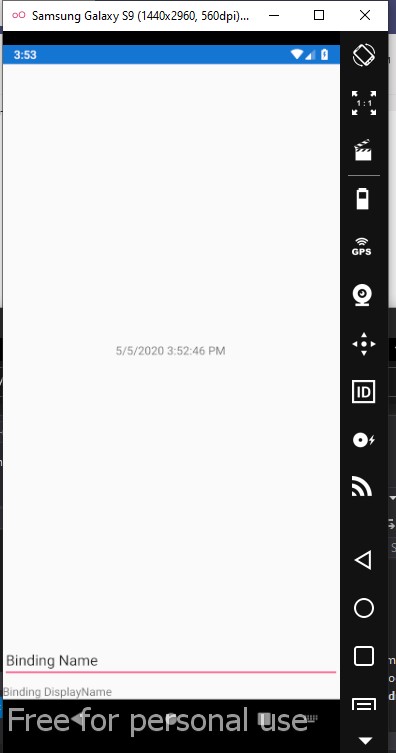 Samsung Galaxy S9 (1440x2960, 560dpi)...
3:53
1 : 1
GPS
5/5/2020 3:52:46 PM
ID
Binding Name
Binding DisplayName
Free for personal use